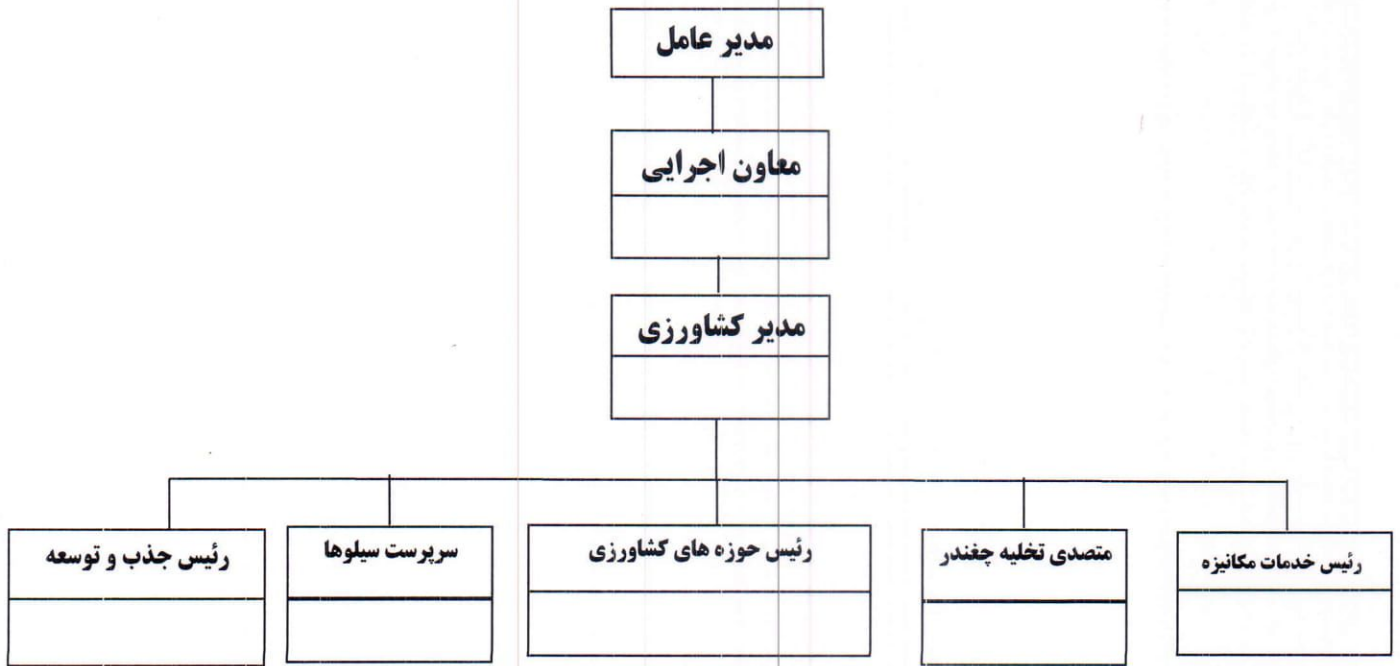 مدیر عامل
معاون اجرایی
مدیر کشاورزی
رئیس خدمات مکانیزه
متصدی تخلیه چغندر
رئیس حوزه های کشاورزی
سرپرست سیلوها
رئیس جذب و توسعه